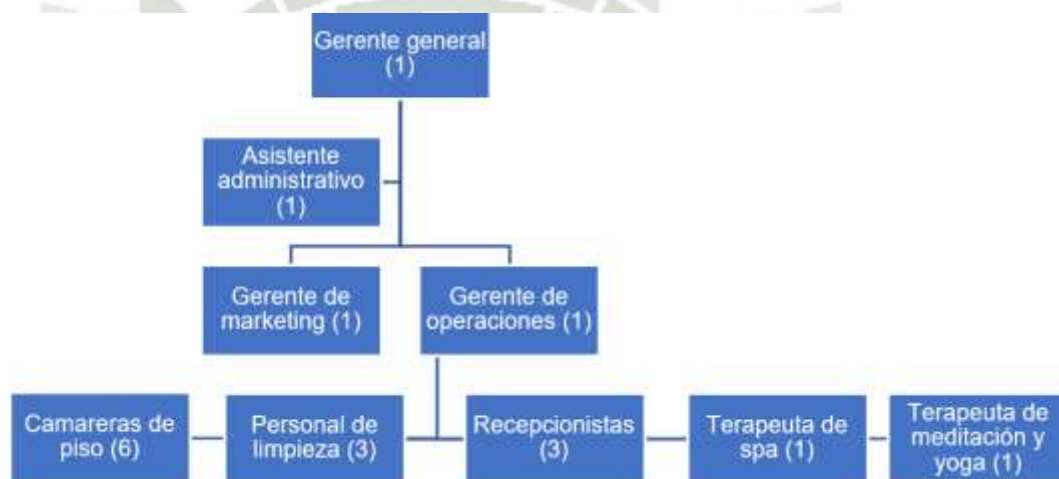 Gerente general
(1)
Asistente
administrativo
(1)
Gerente de
marketing (1)
Gerente de
operaciones (1)
Camareras de
piso (6)
Personal de
limpieza (3)
Recepcionistas
(3)
Terapeuta de
spa (1)
Terapeuta de
meditación y
yoga (1)